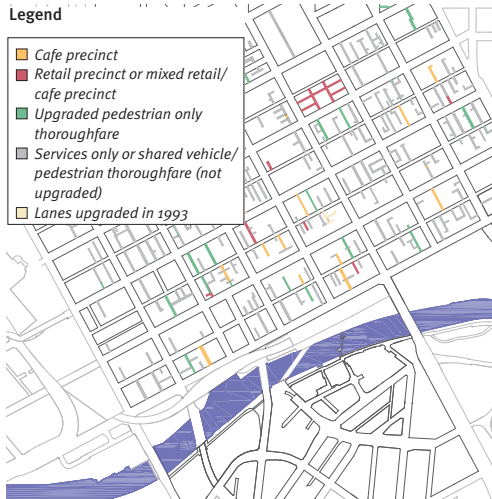 Legend
Cafe precinct
Retail precinct or mixed retail/
cafe precinct
Upgraded pedestrian only
thoroughfare
Services only or shared vehicle/
pedestrian thoroughfare (not
upgraded)
Lanes upgraded in 1993